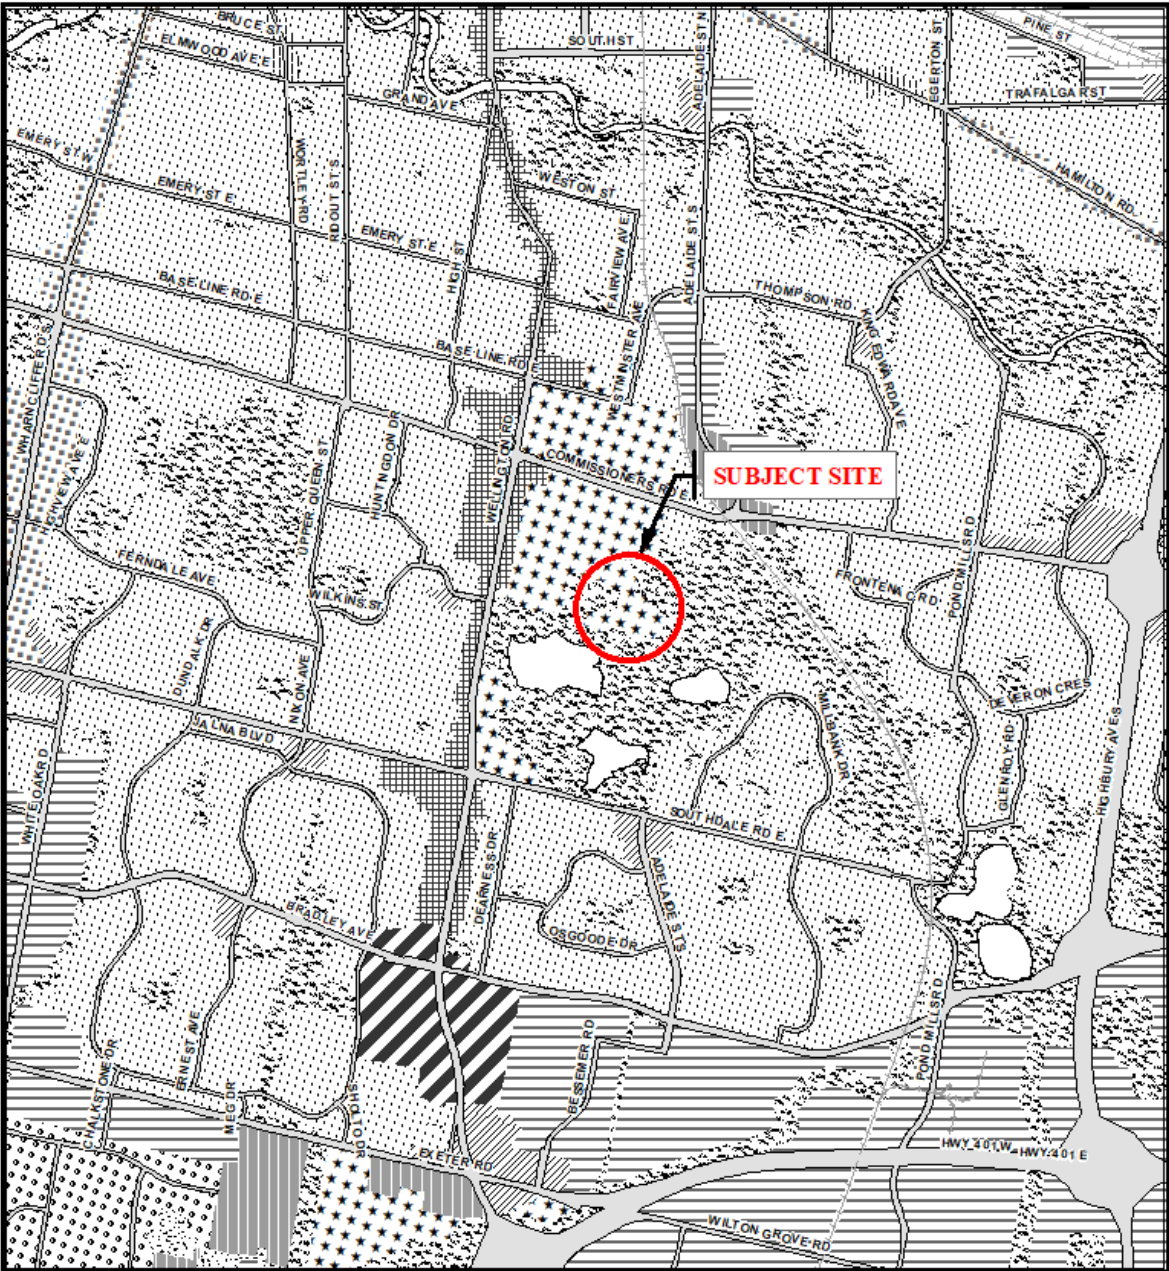 BRUCE ST.
ELMWOOD AVE E
SOUTH ST
ADELAIDE ST N
EGERTON ST
PINE ST
GRAND AVE
TRAFALGAR ST
EMERY ST W
WORTLEY RD
RIDOUT ST S
EMERY ST E
WESTON ST.
HAMILTON RD.
EMERY ST. E
HIGH ST
FAIRVIEW AVE.
ADELAIDE ST S
BASE LINE RD E
THOMPSON RD.
KING EDWARD AVE
WHARNCLIFFE RD S
BASE LINE RD. E
WESTMINSTER AVE
HIGHVIEW AVE E
UPPER QUEEN ST
HUNTINGDON DR
WELLINGTON RD
COMMISSIONERS RD E
SUBJECT SITE
FERNDALE AVE
WILKINS ST.
FRONTENAC RD.
POND MILLS RD
DUNDALK DR
NIXON AVE
JALNA BLVD
DEVERON CRES
MILLBANK DR
GLENROY RD
HIGHBURY AVE S
WHITE OAK RD
SOUTHDALE RD E.
DEARNESS DR
ADELAIDE ST S
BRADLEY AVE
OSGOODE DR
CHALKSTONE DR
ERNEST AVE
MEG DR
SHOLTO DR
BESSEMER RD
POND MILLS RD
EXETER RD
HWY 401 W
HWY 401 E
WILTON GROVE RD